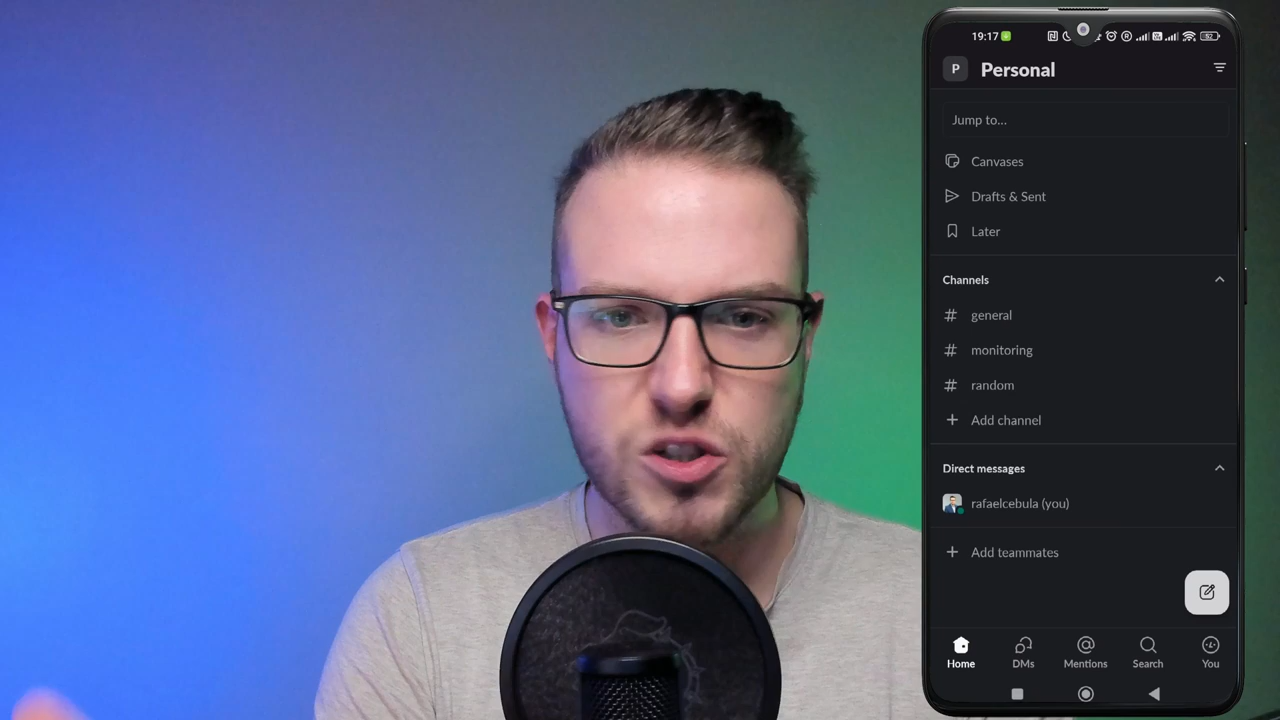 19:17
P Personal
Jump to...
Canvases
Drafts & Sent
Later
Channels
# general
# monitoring
# random
+ Add channel
Direct messages
rafaelcebula (you)
+ Add teammates
Home DMs Mentions Search You